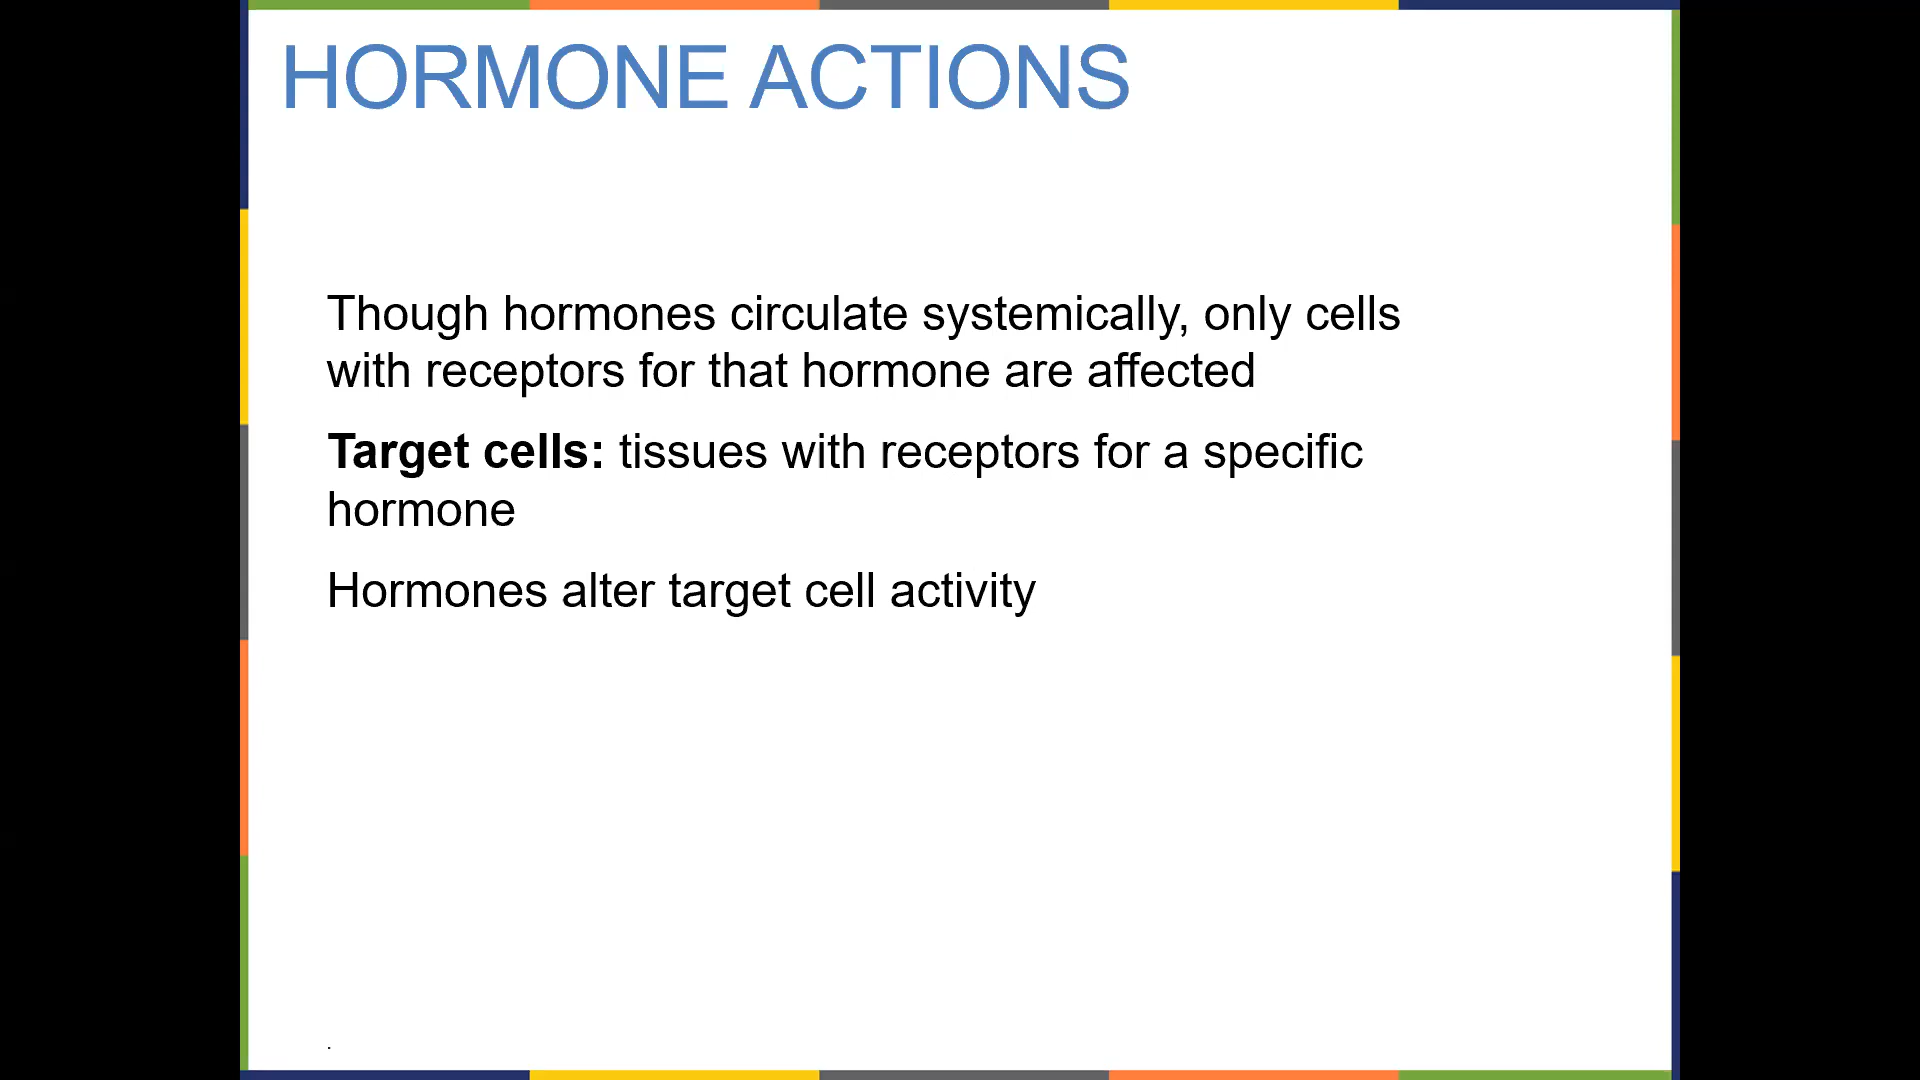 HORMONE ACTIONS
Though hormones circulate systemically, only cells
with receptors for that hormone are affected
Target cells: tissues with receptors for a specific
hormone
Hormones alter target cell activity
.